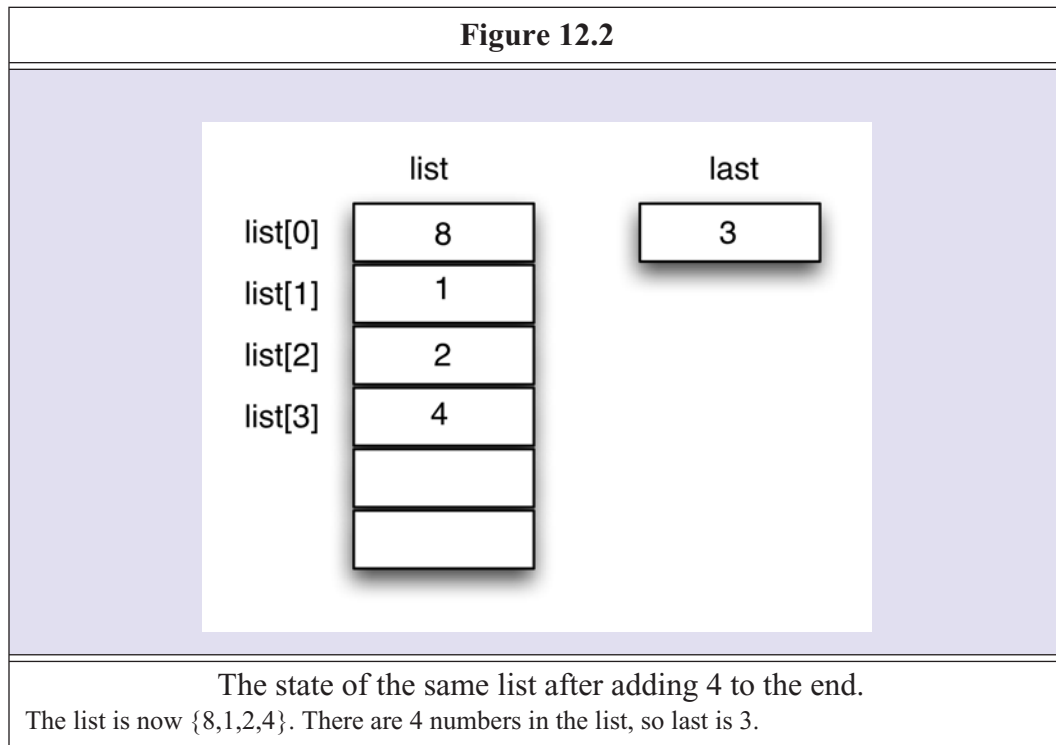 Figure 12.2
list last
list[0] 8 3
list[1] 1
list[2] 2
list[3] 4
The state of the same list after adding 4 to the end.
The list is now {8,1,2,4}. There are 4 numbers in the list, so last is 3.